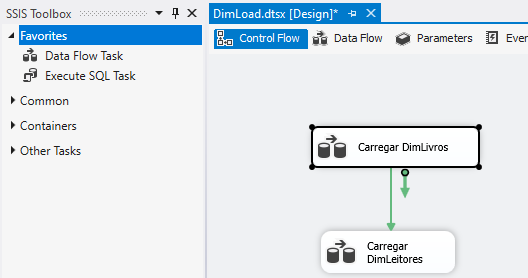 SSIS Toolbox
Favorites
Data Flow Task
Execute SQL Task
Common
Containers
Other Tasks
DimLoad.dtsx [Design]*
Control Flow
Data Flow
Parameters
Even
Carregar DimLivros
Carregar
DimLeitores